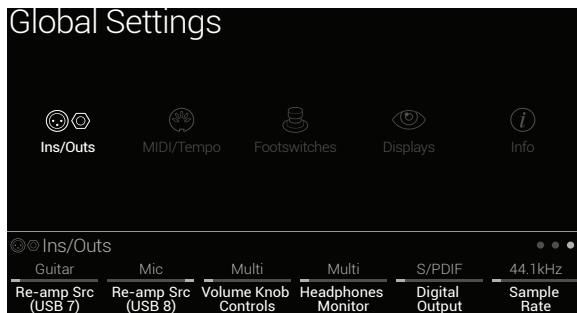 Global Settings
Ins/Outs MIDI/Tempo Footswitches Displays Info
Ins/Outs
Guitar Mic Multi Multi S/PDIF 44.1kHz
Re-amp Src Re-amp Src Volume Knob Headphones Digital Sample
(USB 7) (USB 8) Controls Monitor Output Rate